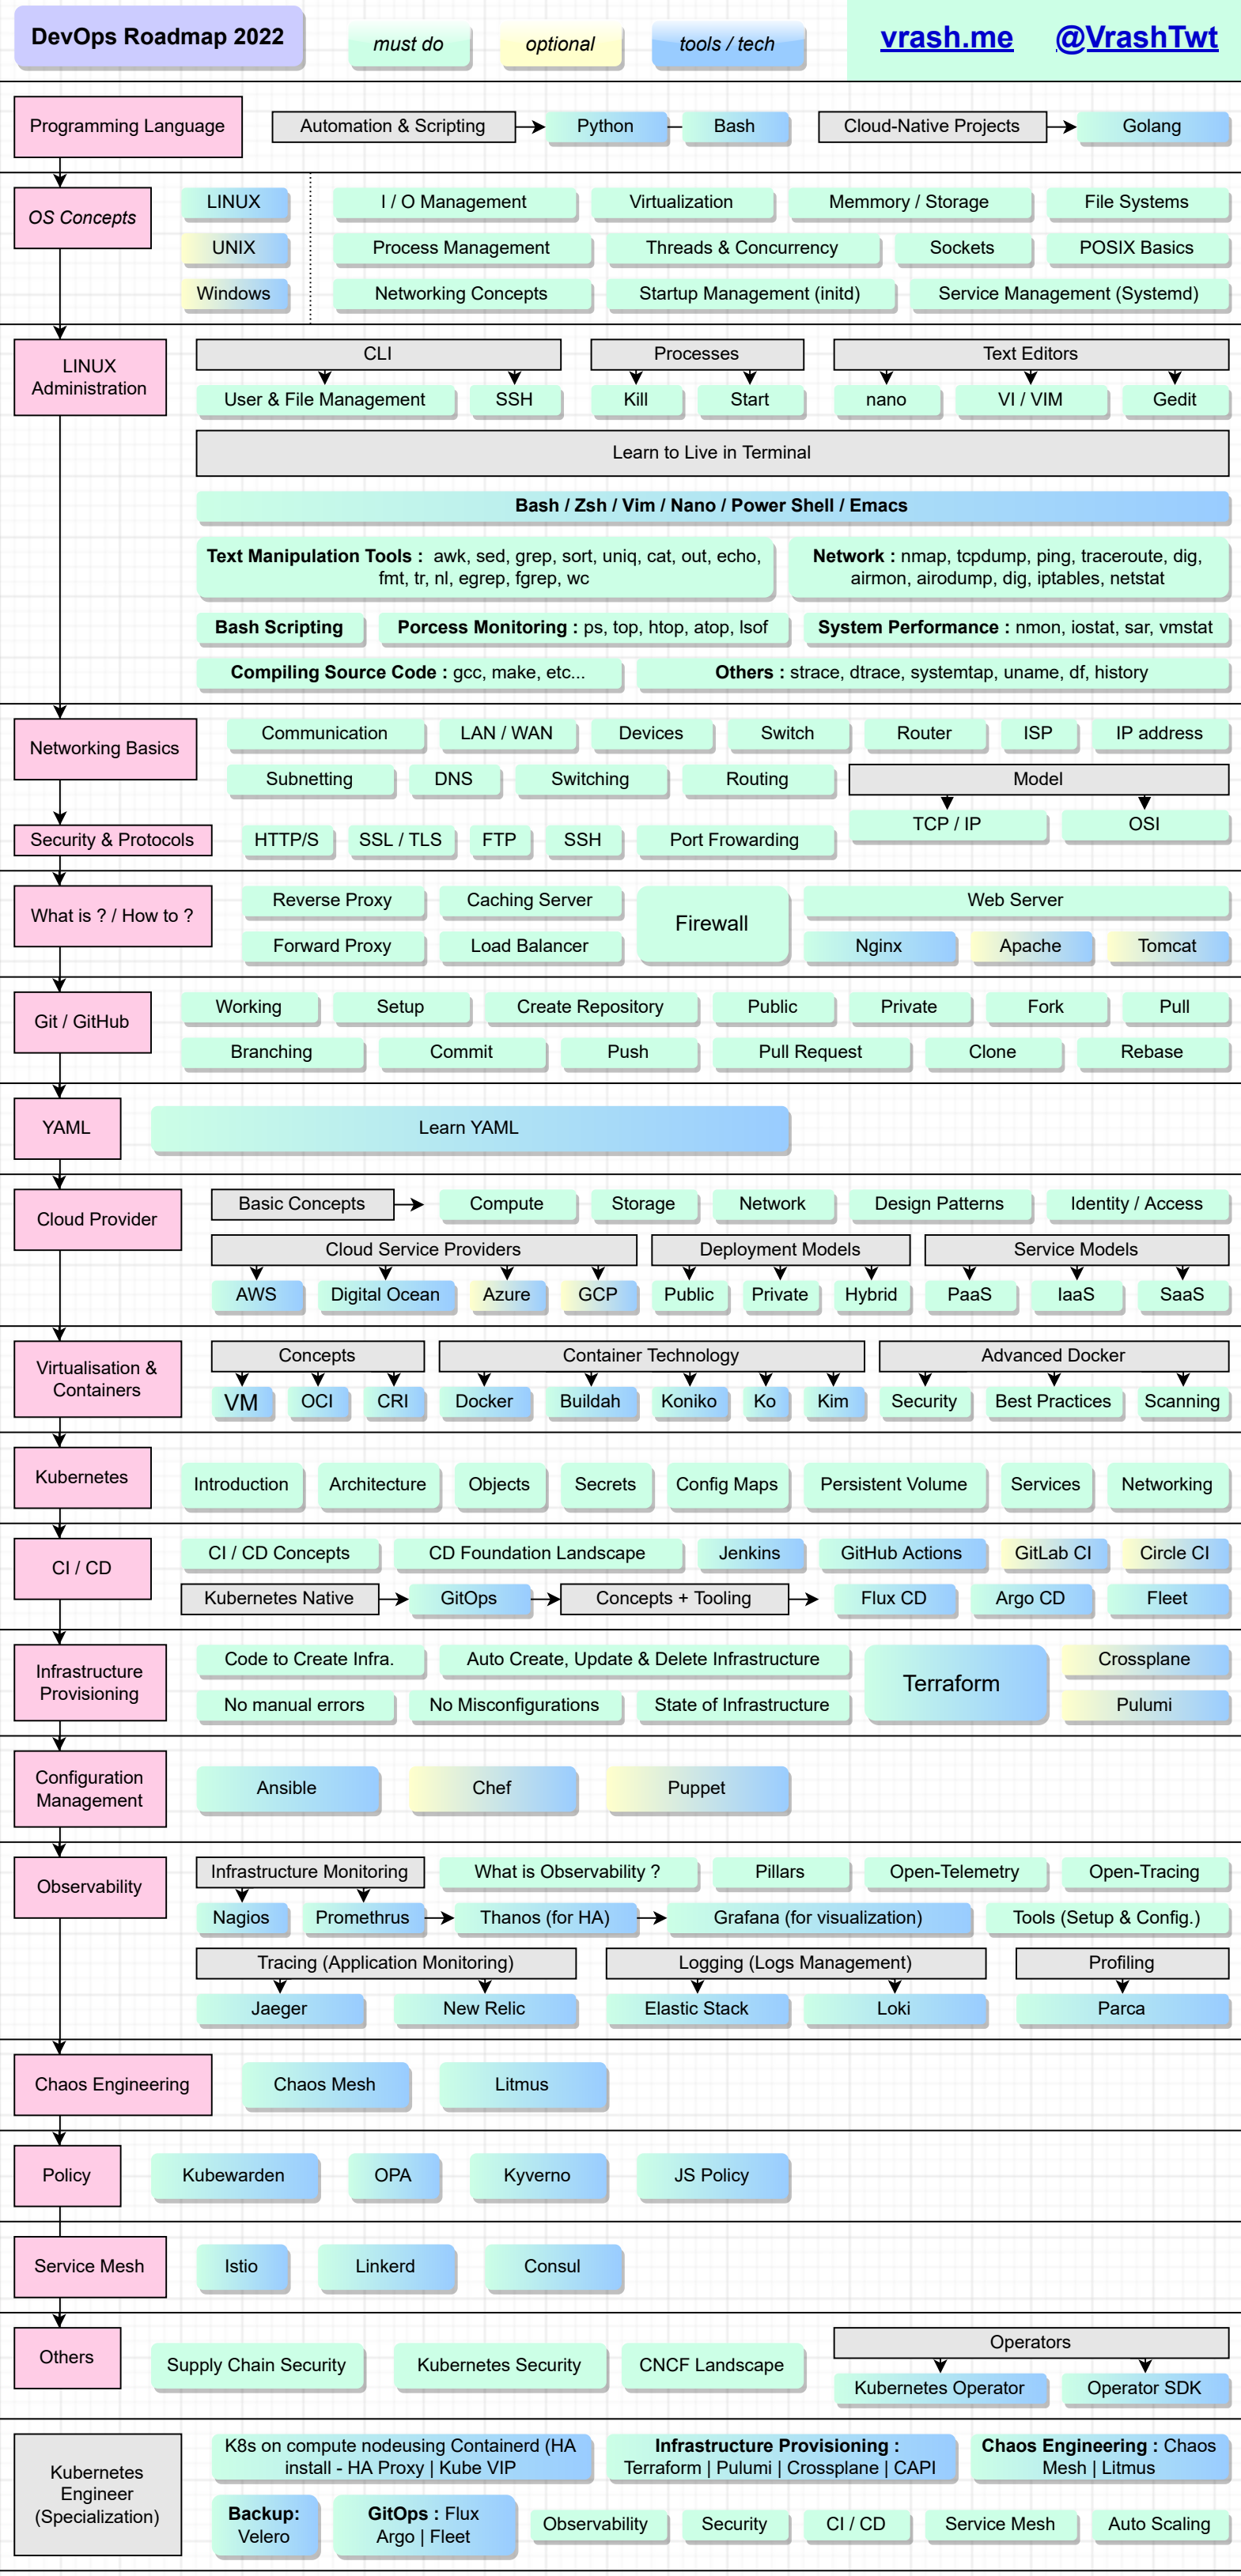 DevOps Roadmap 2022
must do
optional
tools / tech
vrash.me
@VrashTwt
Programming Language
Automation & Scripting
Python
Bash
Cloud-Native Projects
Golang
OS Concepts
LINUX
I / O Management
Virtualization
Memmory / Storage
File Systems
UNIX
Process Management
Threads & Concurrency
Sockets
POSIX Basics
Windows
Networking Concepts
Startup Management (initd)
Service Management (Systemd)
LINUX
Administration
CLI
Processes
Text Editors
User & File Management
SSH
Kill
Start
nano
VI / VIM
Gedit
Learn to Live in Terminal
Bash / Zsh / Vim / Nano / Power Shell / Emacs
Text Manipulation Tools : awk, sed, grep, sort, uniq, cat, out, echo,
fmt, tr, nl, egrep, fgrep, wc
Network : nmap, tcpdump, ping, traceroute, dig,
airmon, airodump, dig, iptables, netstat
Bash Scripting
Porcess Monitoring : ps, top, htop, atop, lsof
System Performance : nmon, iostat, sar, vmstat
Compiling Source Code : gcc, make, etc...
Others : strace, dtrace, systemtap, uname, df, history
Networking Basics
Communication
LAN / WAN
Devices
Switch
Router
ISP
IP address
Subnetting
DNS
Switching
Routing
Model
TCP / IP
OSI
Security & Protocols
HTTP/S
SSL / TLS
FTP
SSH
Port Frowarding
What is ? / How to ?
Reverse Proxy
Caching Server
Firewall
Web Server
Forward Proxy
Load Balancer
Nginx
Apache
Tomcat
Git / GitHub
Working
Setup
Create Repository
Public
Private
Fork
Pull
Branching
Commit
Push
Pull Request
Clone
Rebase
YAML
Learn YAML
Cloud Provider
Basic Concepts
Compute
Storage
Network
Design Patterns
Identity / Access
Cloud Service Providers
Deployment Models
Service Models
AWS
Digital Ocean
Azure
GCP
Public
Private
Hybrid
PaaS
IaaS
SaaS
Virtualisation &
Containers
Concepts
Container Technology
Advanced Docker
VM
OCI
CRI
Docker
Buildah
Koniko
Ko
Kim
Security
Best Practices
Scanning
Kubernetes
Introduction
Architecture
Objects
Secrets
Config Maps
Persistent Volume
Services
Networking
CI / CD
CI / CD Concepts
CD Foundation Landscape
Jenkins
GitHub Actions
GitLab CI
Circle CI
Kubernetes Native
GitOps
Concepts + Tooling
Flux CD
Argo CD
Fleet
Infrastructure
Provisioning
Code to Create Infra.
Auto Create, Update & Delete Infrastructure
Terraform
Crossplane
No manual errors
No Misconfigurations
State of Infrastructure
Pulumi
Configuration
Management
Ansible
Chef
Puppet
Observability
Infrastructure Monitoring
What is Observability ?
Pillars
Open-Telemetry
Open-Tracing
Nagios
Promethrus
Thanos (for HA)
Grafana (for visualization)
Tools (Setup & Config.)
Tracing (Application Monitoring)
Logging (Logs Management)
Profiling
Jaeger
New Relic
Elastic Stack
Loki
Parca
Chaos Engineering
Chaos Mesh
Litmus
Policy
Kubewarden
OPA
Kyverno
JS Policy
Service Mesh
Istio
Linkerd
Consul
Others
Supply Chain Security
Kubernetes Security
CNCF Landscape
Operators
Kubernetes Operator
Operator SDK
Kubernetes
Engineer
(Specialization)
K8s on compute nodeusing Containerd (HA
install - HA Proxy | Kube VIP
Infrastructure Provisioning :
Terraform | Pulumi | Crossplane | CAPI
Chaos Engineering : Chaos
Mesh | Litmus
Backup:
Velero
GitOps : Flux
Argo | Fleet
Observability
Security
CI / CD
Service Mesh
Auto Scaling